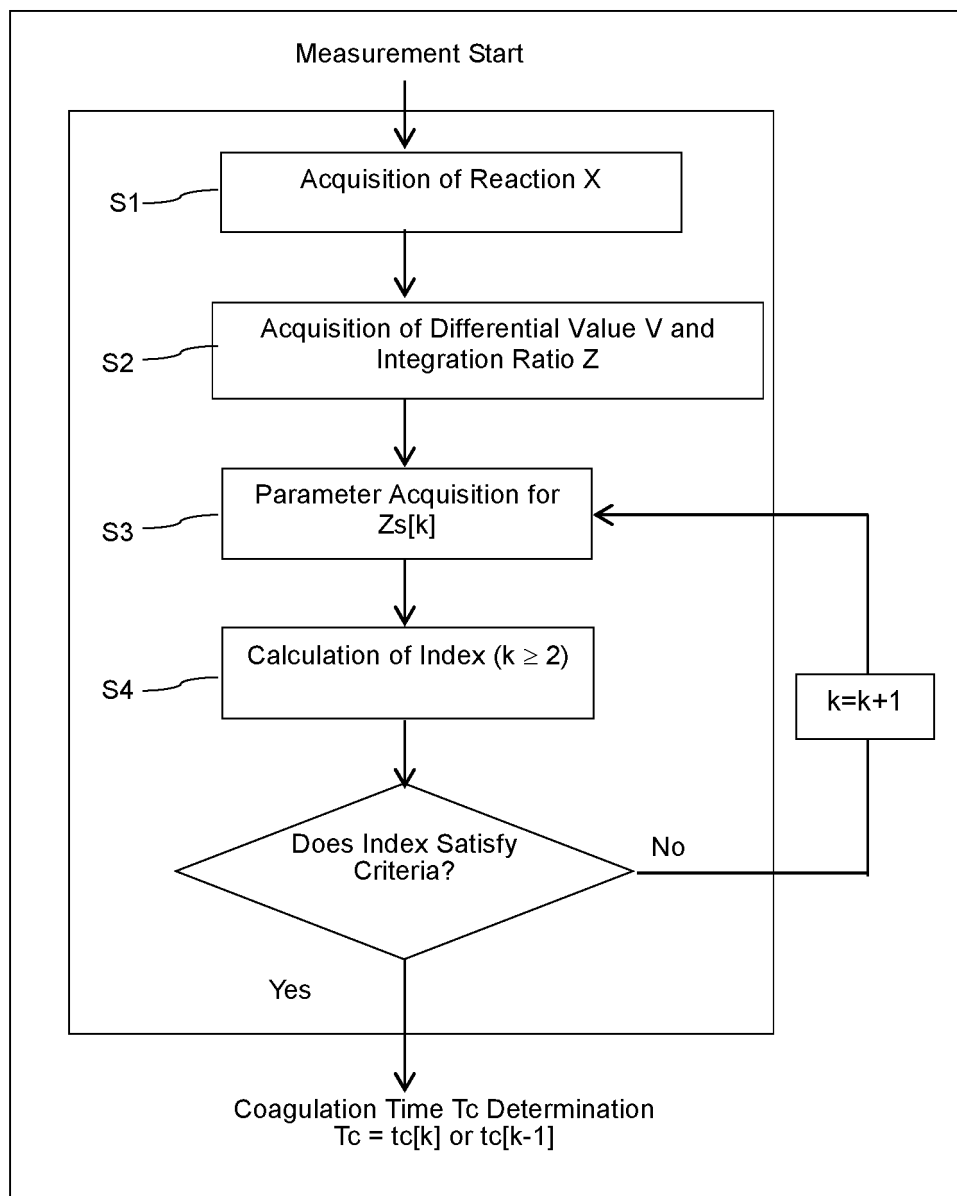 Measurement Start
S1
Acquisition of Reaction X
S2
Acquisition of Differential Value V and
Integration Ratio Z
S3
Parameter Acquisition for
Zs[k]
S4
Calculation of Index (k ≥ 2)
k=k+1
Does Index Satisfy
Criteria?
No
Yes
Coagulation Time Tc Determination
Tc = tc[k] or tc[k-1]